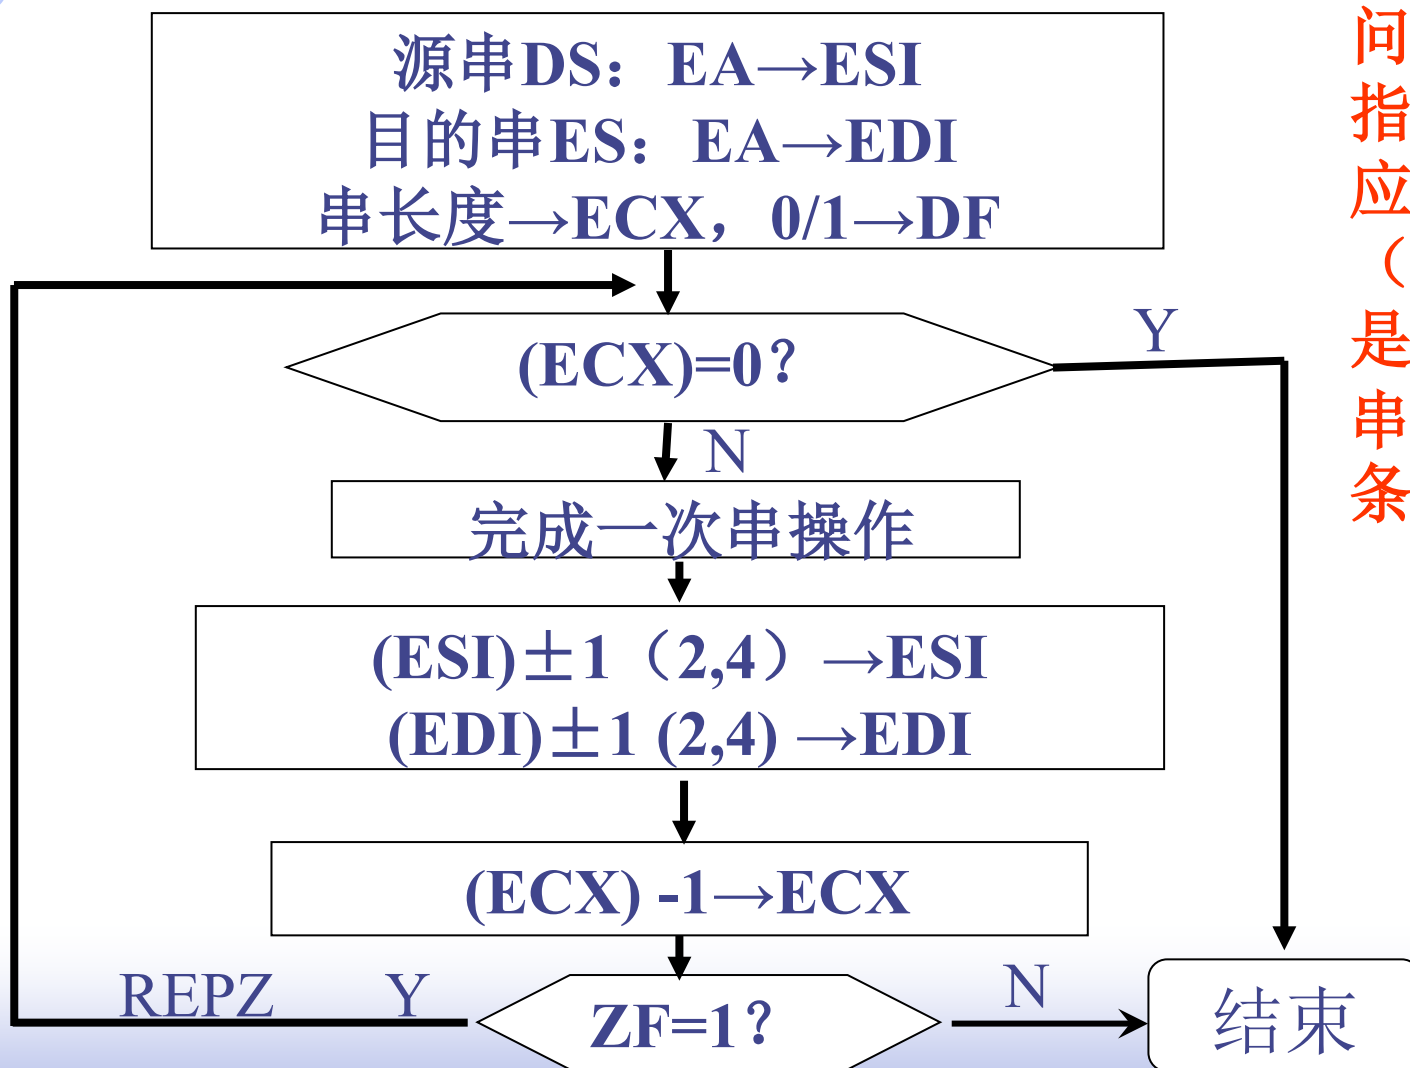 源串DS：EA→ESI
目的串ES：EA→EDI
串长度→ECX，0/1→DF
(ECX)=0？
Y
N
完成一次串操作
(ESI)±1（2,4）→ESI
(EDI)±1 (2,4) →EDI
(ECX) -1→ECX
REPZ Y
ZF=1？
N
结束
问
指
应
（
是
串
条